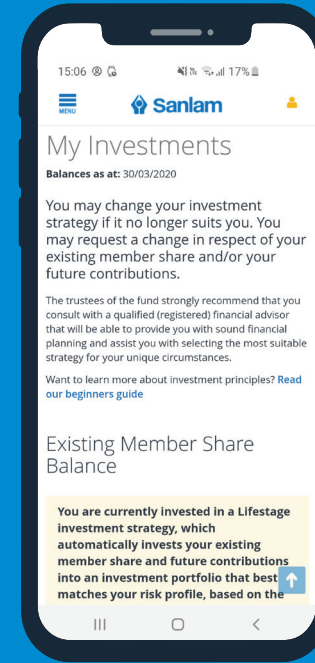 15:06
17%
MENU
Sanlam
My Investments
Balances as at: 30/03/2020
You may change your investment
strategy if it no longer suits you. You
may request a change in respect of your
existing member share and/or your
future contributions.
The trustees of the fund strongly recommend that you
consult with a qualified (registered) financial advisor
that will be able to provide you with sound financial
planning and assist you with selecting the most suitable
strategy for your unique circumstances.
Want to learn more about investment principles? Read
our beginners guide
Existing Member Share
Balance
You are currently invested in a Lifestage
investment strategy, which
automatically invests your existing
member share and future contributions
into an investment portfolio that best
matches your risk profile, based on the